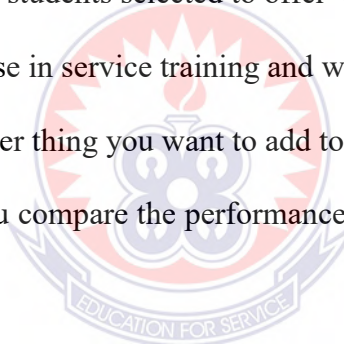 students selected to offer
se in service training and w
er thing you want to add to
u compare the performance
EDUCATION FOR SERVICE